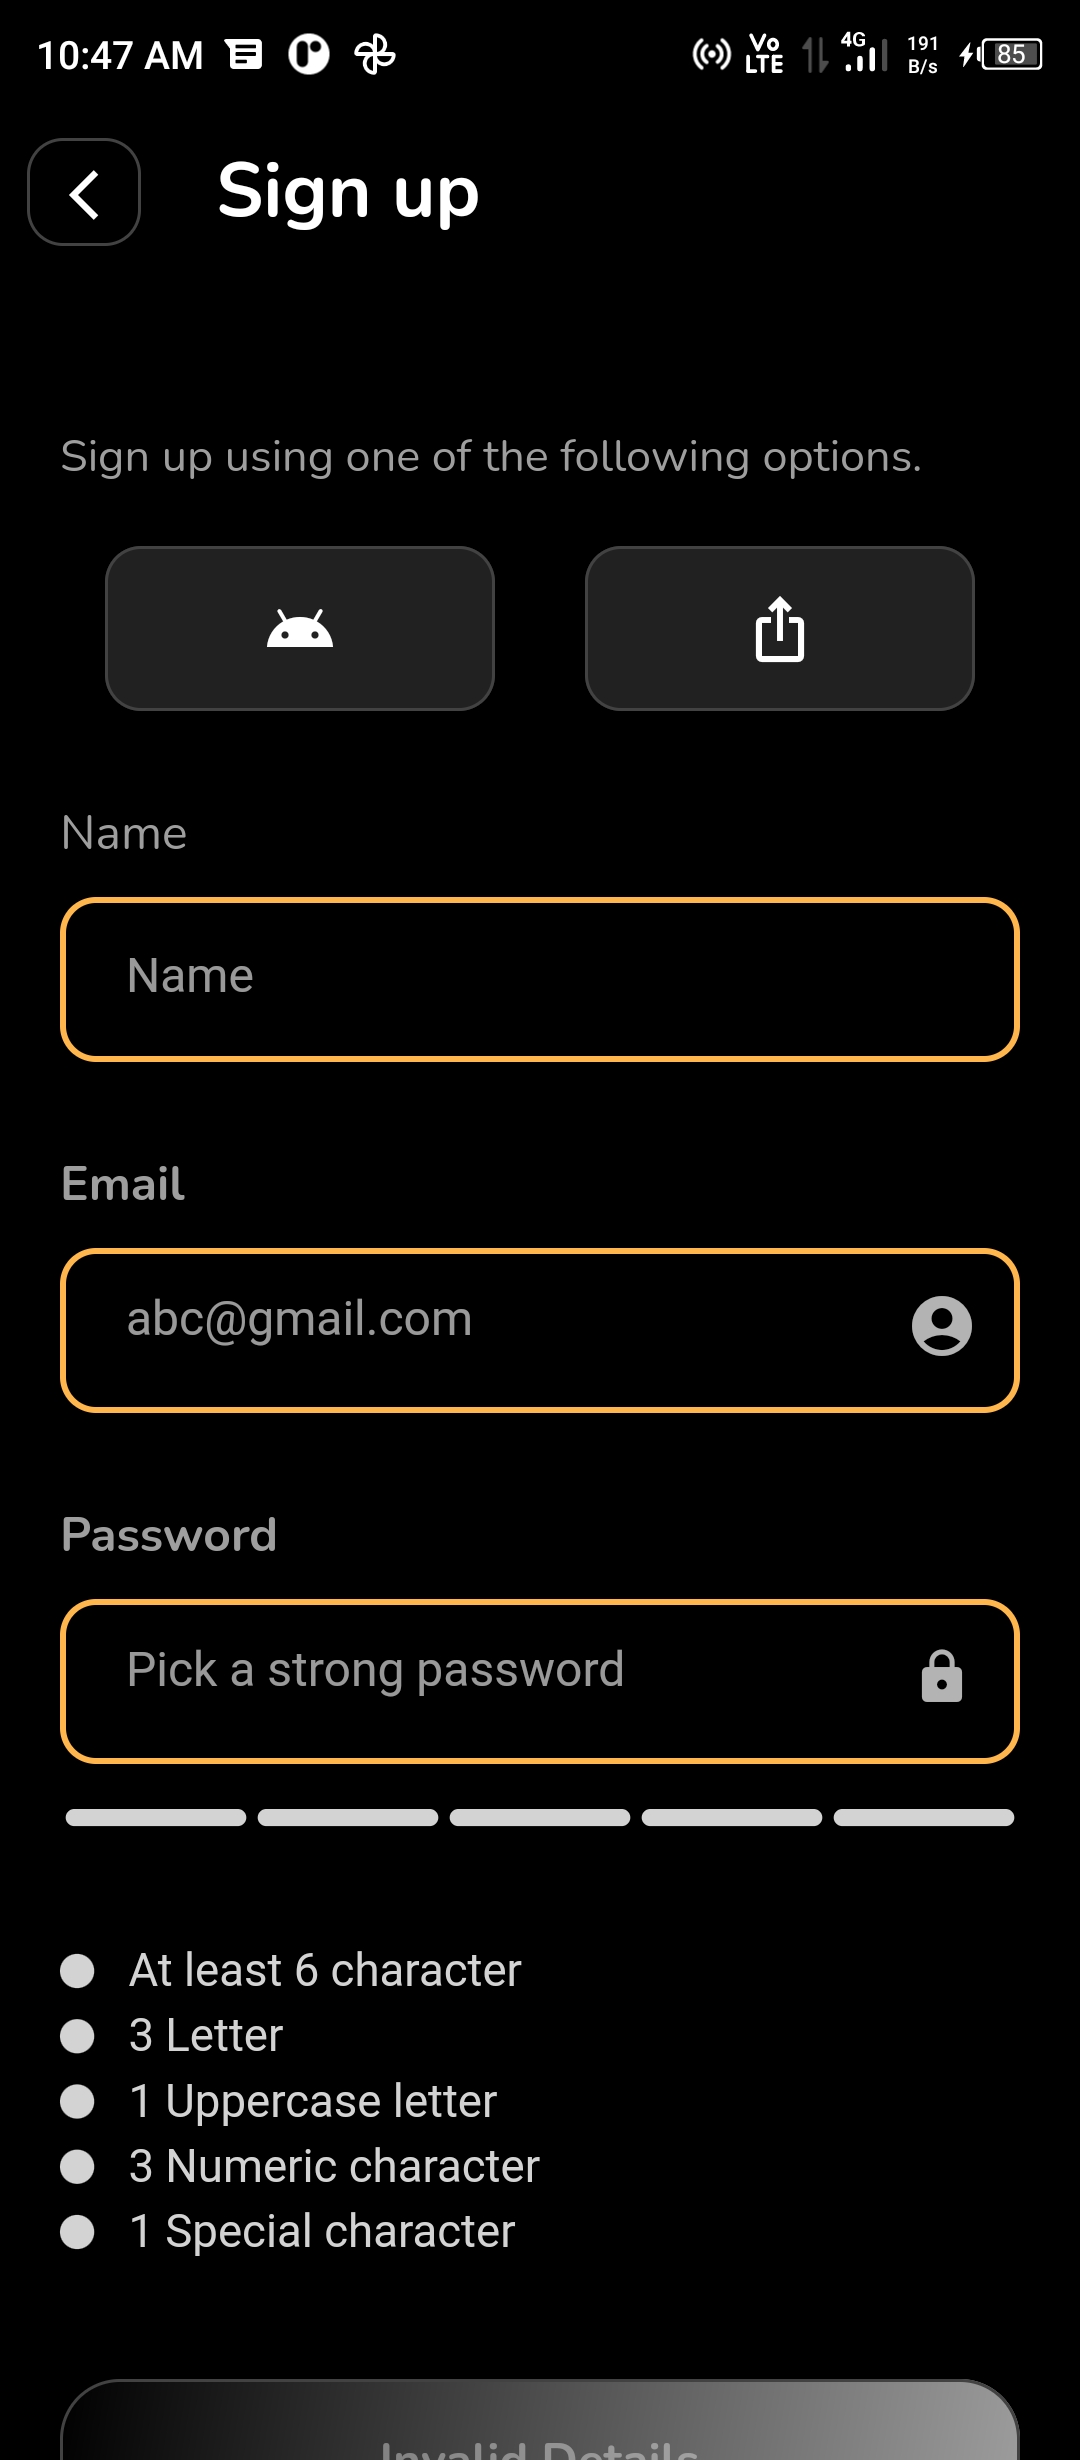 10:47 AM Vo LTE 4G 191 B/s 85
Sign up
Sign up using one of the following options.
Name
Name
Email
abc@gmail.com
Password
Pick a strong password
At least 6 character
3 Letter
1 Uppercase letter
3 Numeric character
1 Special character
Invalid Details